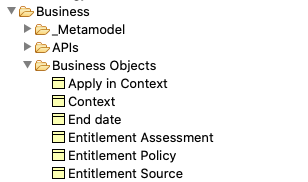 Business
_Metamodel
APIs
Business Objects
Apply in Context
Context
End date
Entitlement Assessment
Entitlement Policy
Entitlement Source